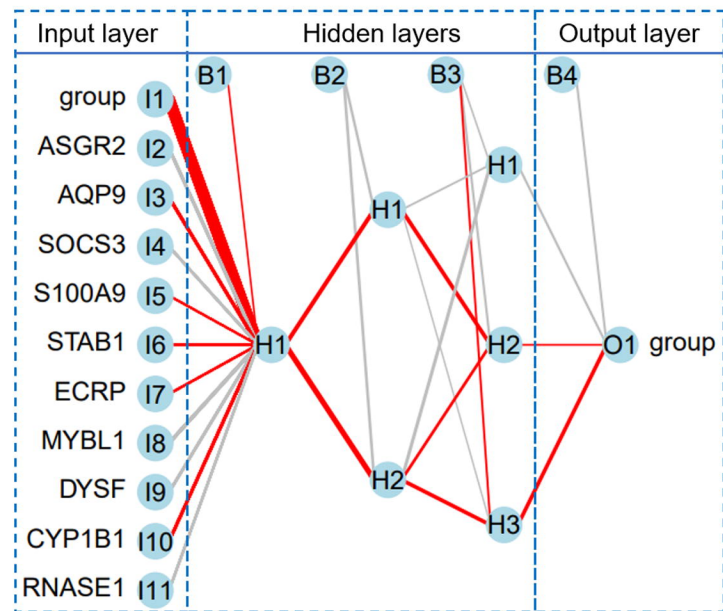 Input layer Hidden layers Output layer
B1 B2 B3 B4
group I1
ASGR2 I2
AQP9 I3
SOCS3 I4
S100A9 I5
STAB1 I6
ECRP I7
MYBL1 I8
DYSF I9
CYP1B1 I10
RNASE1 I11
H1
H1
H2
H1
H2
H3
O1 group